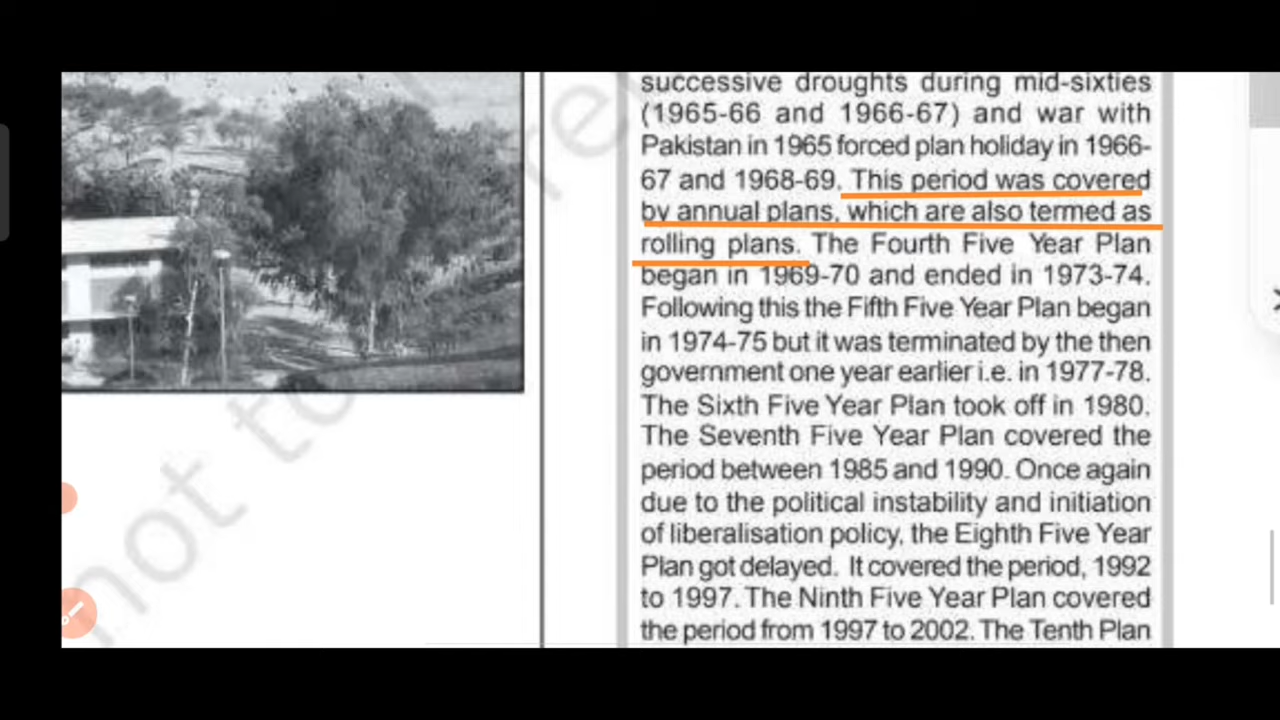 successive droughts during mid-sixties
(1965-66 and 1966-67) and war with
Pakistan in 1965 forced plan holiday in 1966-
67 and 1968-69. This period was covered
by annual plans, which are also termed as
rolling plans. The Fourth Five Year Plan
began in 1969-70 and ended in 1973-74.
Following this the Fifth Five Year Plan began
in 1974-75 but it was terminated by the then
government one year earlier i.e. in 1977-78.
The Sixth Five Year Plan took off in 1980.
The Seventh Five Year Plan covered the
period between 1985 and 1990. Once again
due to the political instability and initiation
of liberalisation policy, the Eighth Five Year
Plan got delayed. It covered the period, 1992
to 1997. The Ninth Five Year Plan covered
the period from 1997 to 2002. The Tenth Plan
not to
re